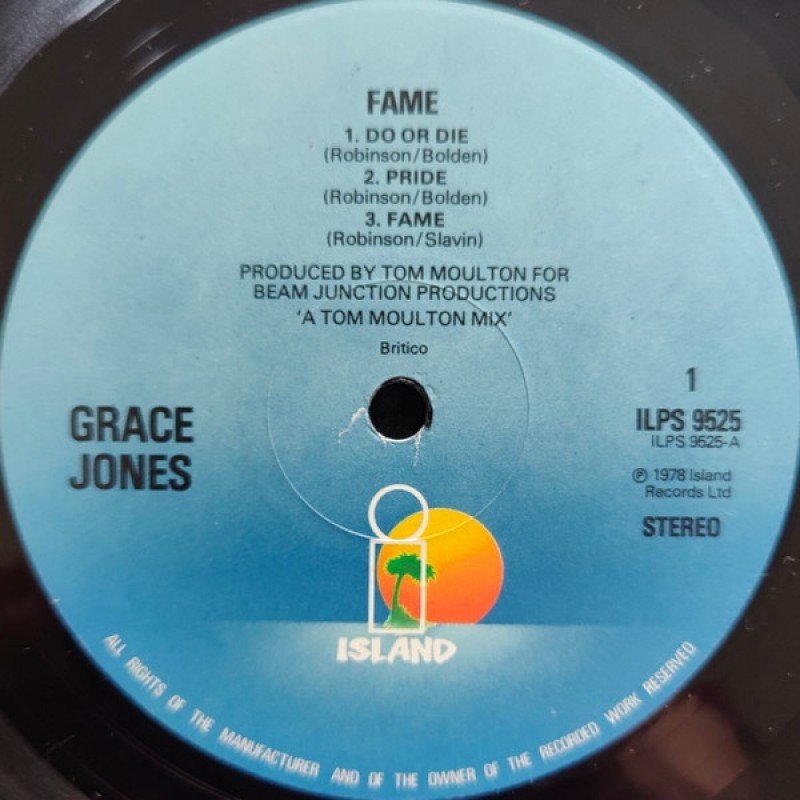 FAME
1. DO OR DIE
(Robinson/Bolden)
2. PRIDE
(Robinson/Bolden)
3. FAME
(Robinson/Slavin)
PRODUCED BY TOM MOULTON FOR
BEAM JUNCTION PRODUCTIONS
'A TOM MOULTON MIX'
Britico
GRACE
JONES
1
ILPS 9525
ILPS 9525-A
℗ 1978 Island
Records Ltd
STEREO
ISLAND
ALL RIGHTS OF THE MANUFACTURER AND OF THE OWNER OF THE RECORDED WORK RESERVED